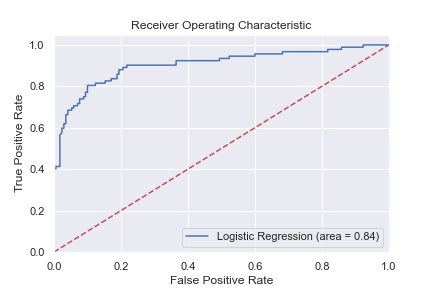 Receiver Operating Characteristic
True Positive Rate
1.0
0.8
0.6
0.4
0.2
0.0
0.0 0.2 0.4 0.6 0.8 1.0
False Positive Rate
Logistic Regression (area = 0.84)